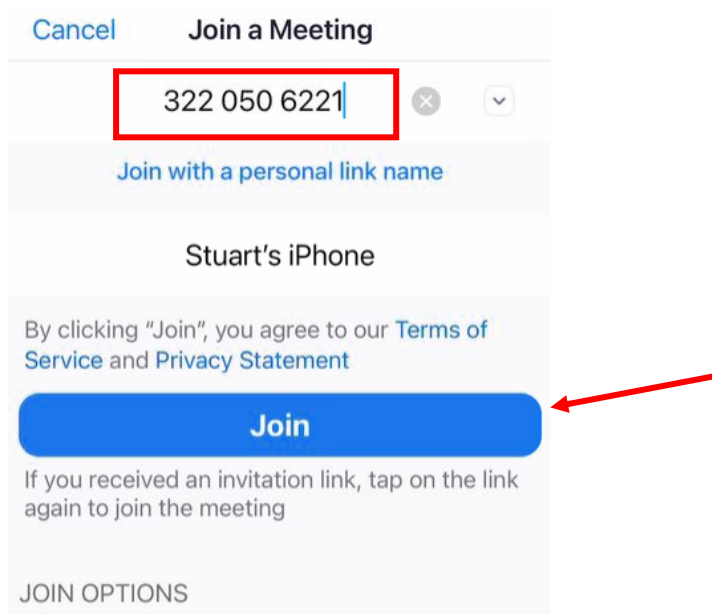 Cancel Join a Meeting
322 050 6221
Join with a personal link name
Stuart’s iPhone
By clicking “Join”, you agree to our Terms of
Service and Privacy Statement
Join
If you received an invitation link, tap on the link
again to join the meeting
JOIN OPTIONS